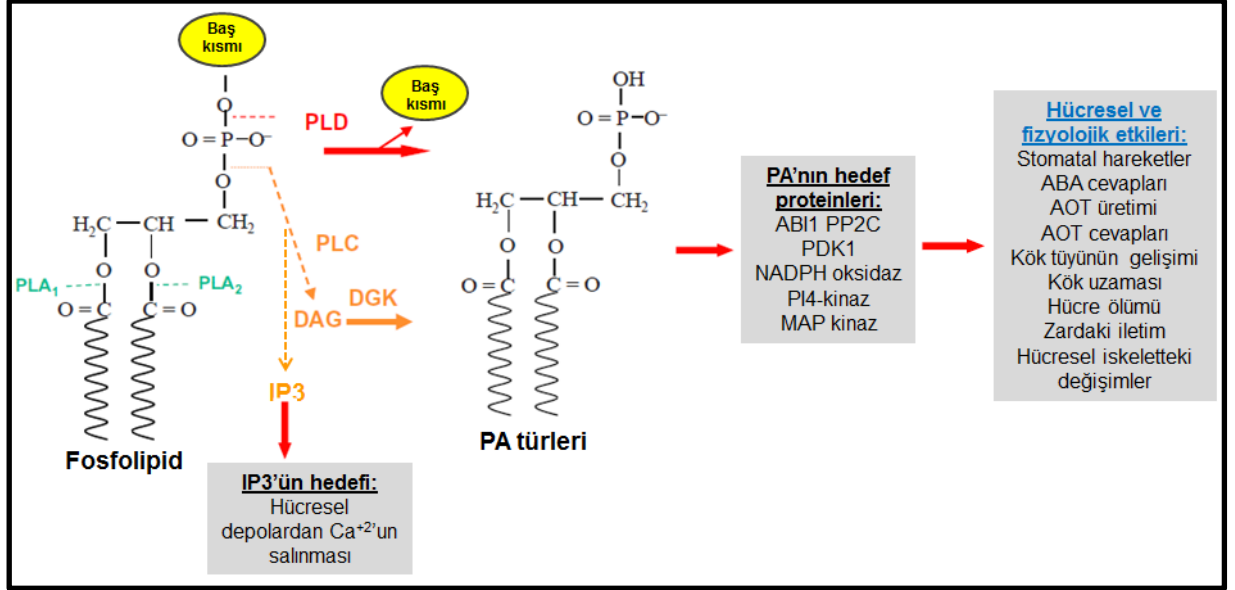 Baş
kısmı
O
O=P–O⁻
O
H₂C — CH — CH₂
O
O
PLA₁
PLA₂
O=C
C=O
Fosfolipid
PLD
Baş
kısmı
PLC
DAG
DGK
IP3
IP3'ün hedefi:
Hücresel
depolardan Ca⁺²'un
salınması
OH
O=P–O⁻
O
H₂C—CH—CH₂
O
O
O=C
C=O
PA türleri
PA'nın hedef
proteinleri:
ABI1 PP2C
PDK1
NADPH oksidaz
PI4-kinaz
MAP kinaz
Hücresel ve
fizyolojik etkileri:
Stomatal hareketler
ABA cevapları
AOT üretimi
AOT cevapları
Kök tüyünün gelişimi
Kök uzaması
Hücre ölümü
Zardaki iletim
Hücresel iskeletteki
değişimler